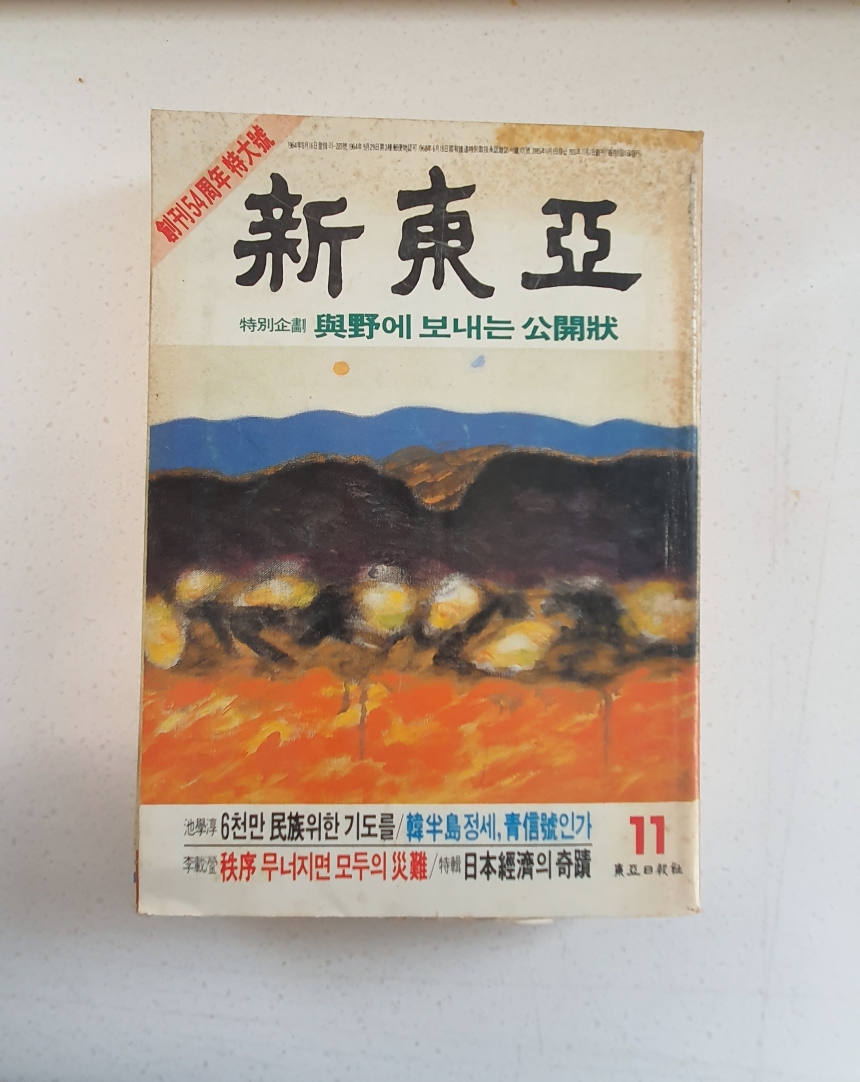 創刊 54周年 特大號
新東亞
特別企劃 與野에 보내는 公開狀
池學淳 6천만 民族위한 기도를/韓半島 정세, 靑信號인가
李載瀅 秩序 무너지면 모두의 災難/特輯 日本經濟의 奇蹟
11
東亞日報社